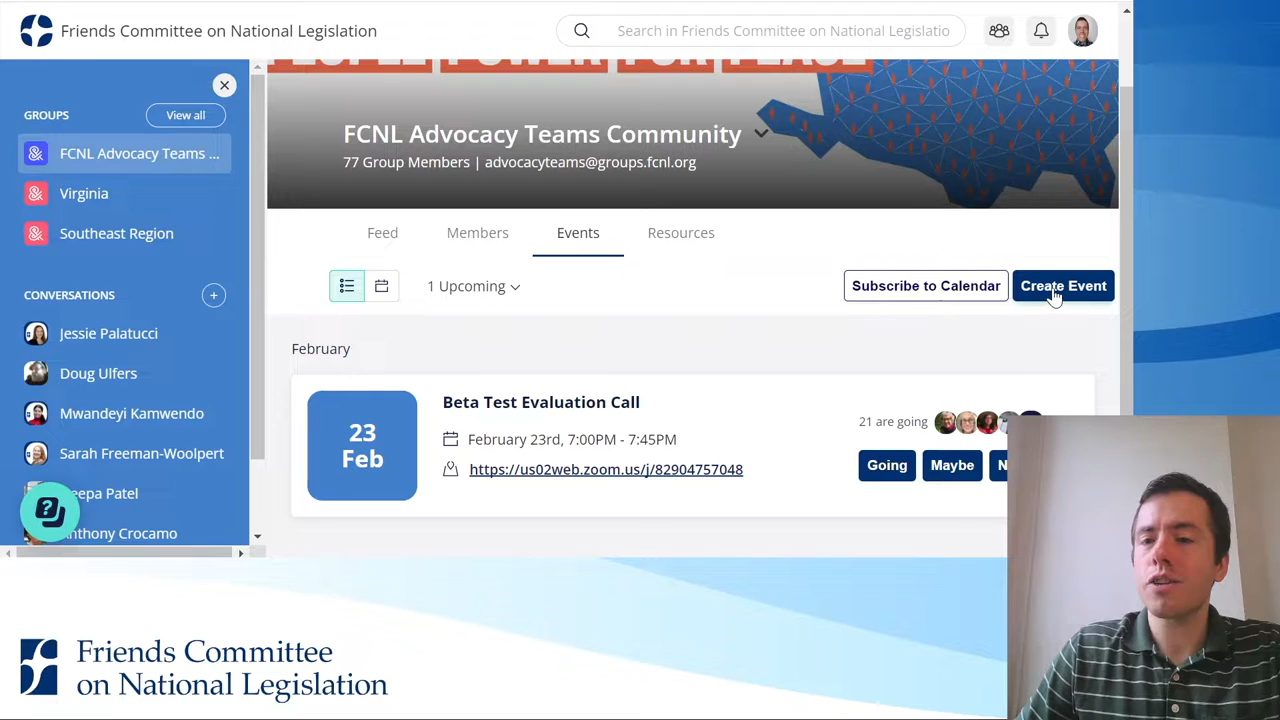 Friends Committee on National Legislation
Search in Friends Committee on National Legislatio
GROUPS
View all
FCNL Advocacy Teams ...
Virginia
Southeast Region
CONVERSATIONS
Jessie Palatucci
Doug Ulfers
Mwandeyi Kamwendo
Sarah Freeman-Woolpert
eepa Patel
nthony Crocamo
PEOPLE POWER FOR PEACE
FCNL Advocacy Teams Community
77 Group Members | advocacyteams@groups.fcnl.org
Feed Members Events Resources
1 Upcoming
Subscribe to Calendar
Create Event
February
23
Feb
Beta Test Evaluation Call
February 23rd, 7:00PM - 7:45PM
https://us02web.zoom.us/j/82904757048
21 are going
Going Maybe N
Friends Committee
on National Legislation